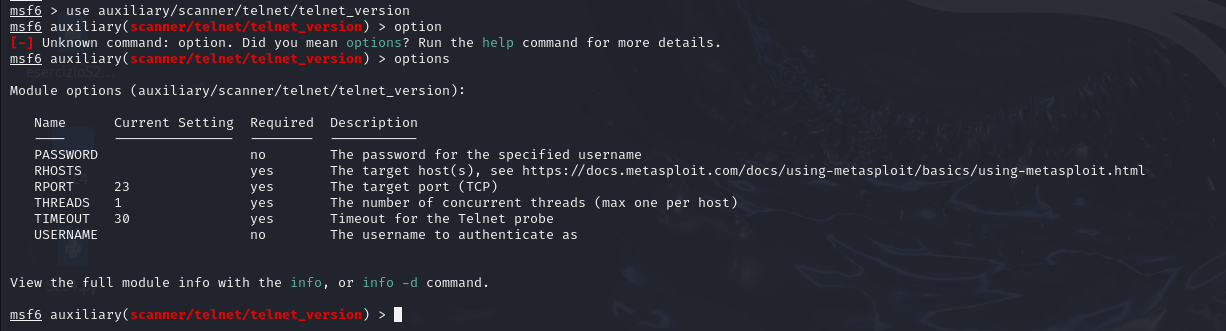 msf6 > use auxiliary/scanner/telnet/telnet_version
msf6 auxiliary(scanner/telnet/telnet_version) > option
[-] Unknown command: option. Did you mean options? Run the help command for more details.
msf6 auxiliary(scanner/telnet/telnet_version) > options
Module options (auxiliary/scanner/telnet/telnet_version):
Name Current Setting Required Description
PASSWORD no The password for the specified username
RHOSTS yes The target host(s), see https://docs.metasploit.com/docs/using-metasploit/basics/using-metasploit.html
RPORT 23 yes The target port (TCP)
THREADS 1 yes The number of concurrent threads (max one per host)
TIMEOUT 30 yes Timeout for the Telnet probe
USERNAME no The username to authenticate as
View the full module info with the info, or info -d command.
msf6 auxiliary(scanner/telnet/telnet_version) >